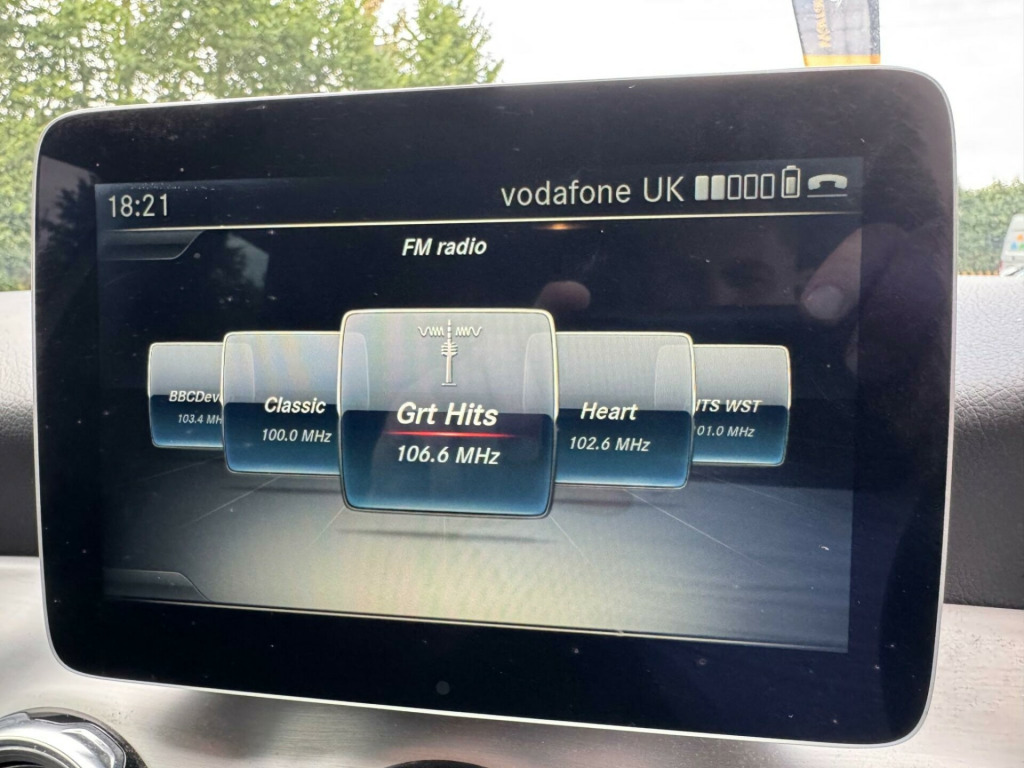 18:21
vodafone UK
FM radio
BBCDev
103.4 MH
Classic
100.0 MHz
Grt Hits
106.6 MHz
Heart
102.6 MHz
ITS WST
01.0 MHz